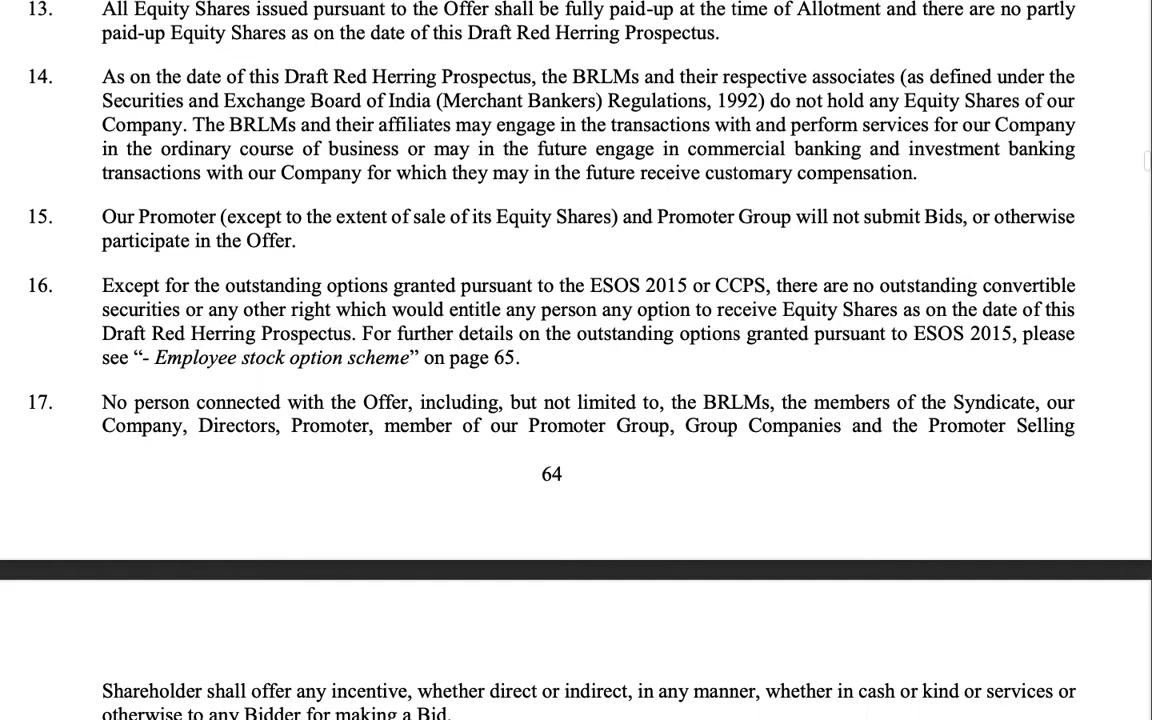 13. All Equity Shares issued pursuant to the Offer shall be fully paid-up at the time of Allotment and there are no partly
paid-up Equity Shares as on the date of this Draft Red Herring Prospectus.
14. As on the date of this Draft Red Herring Prospectus, the BRLMs and their respective associates (as defined under the
Securities and Exchange Board of India (Merchant Bankers) Regulations, 1992) do not hold any Equity Shares of our
Company. The BRLMs and their affiliates may engage in the transactions with and perform services for our Company
in the ordinary course of business or may in the future engage in commercial banking and investment banking
transactions with our Company for which they may in the future receive customary compensation.
15. Our Promoter (except to the extent of sale of its Equity Shares) and Promoter Group will not submit Bids, or otherwise
participate in the Offer.
16. Except for the outstanding options granted pursuant to the ESOS 2015 or CCPS, there are no outstanding convertible
securities or any other right which would entitle any person any option to receive Equity Shares as on the date of this
Draft Red Herring Prospectus. For further details on the outstanding options granted pursuant to ESOS 2015, please
see “- Employee stock option scheme” on page 65.
17. No person connected with the Offer, including, but not limited to, the BRLMs, the members of the Syndicate, our
Company, Directors, Promoter, member of our Promoter Group, Group Companies and the Promoter Selling
64
Shareholder shall offer any incentive, whether direct or indirect, in any manner, whether in cash or kind or services or
otherwise to any Bidder for making a Bid.